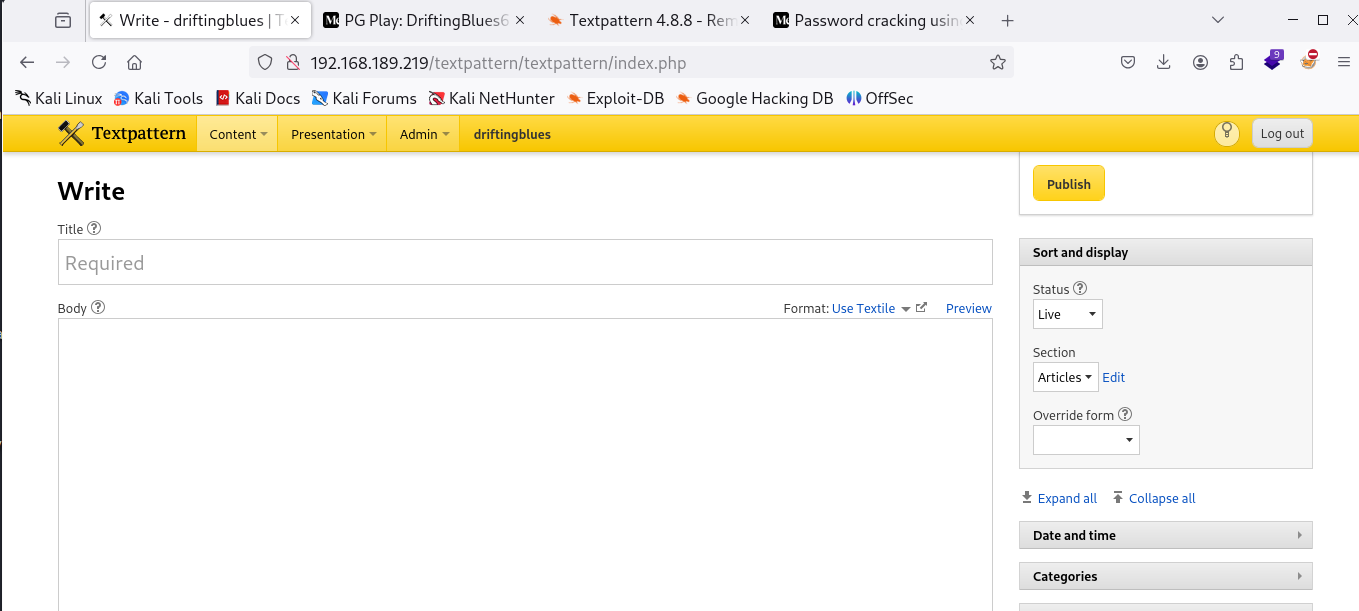 Write - driftingblues | T
PG Play: DriftingBlues6
Textpattern 4.8.8 - Rem
Password cracking usin
192.168.189.219/textpattern/textpattern/index.php
9
Kali Linux
Kali Tools
Kali Docs
Kali Forums
Kali NetHunter
Exploit-DB
Google Hacking DB
OffSec
Textpattern
Content
Presentation
Admin
driftingblues
Log out
Write
Publish
Title
Required
Sort and display
Status
Live
Body
Format: Use Textile
Preview
Section
Articles
Edit
Override form
Expand all
Collapse all
Date and time
Categories